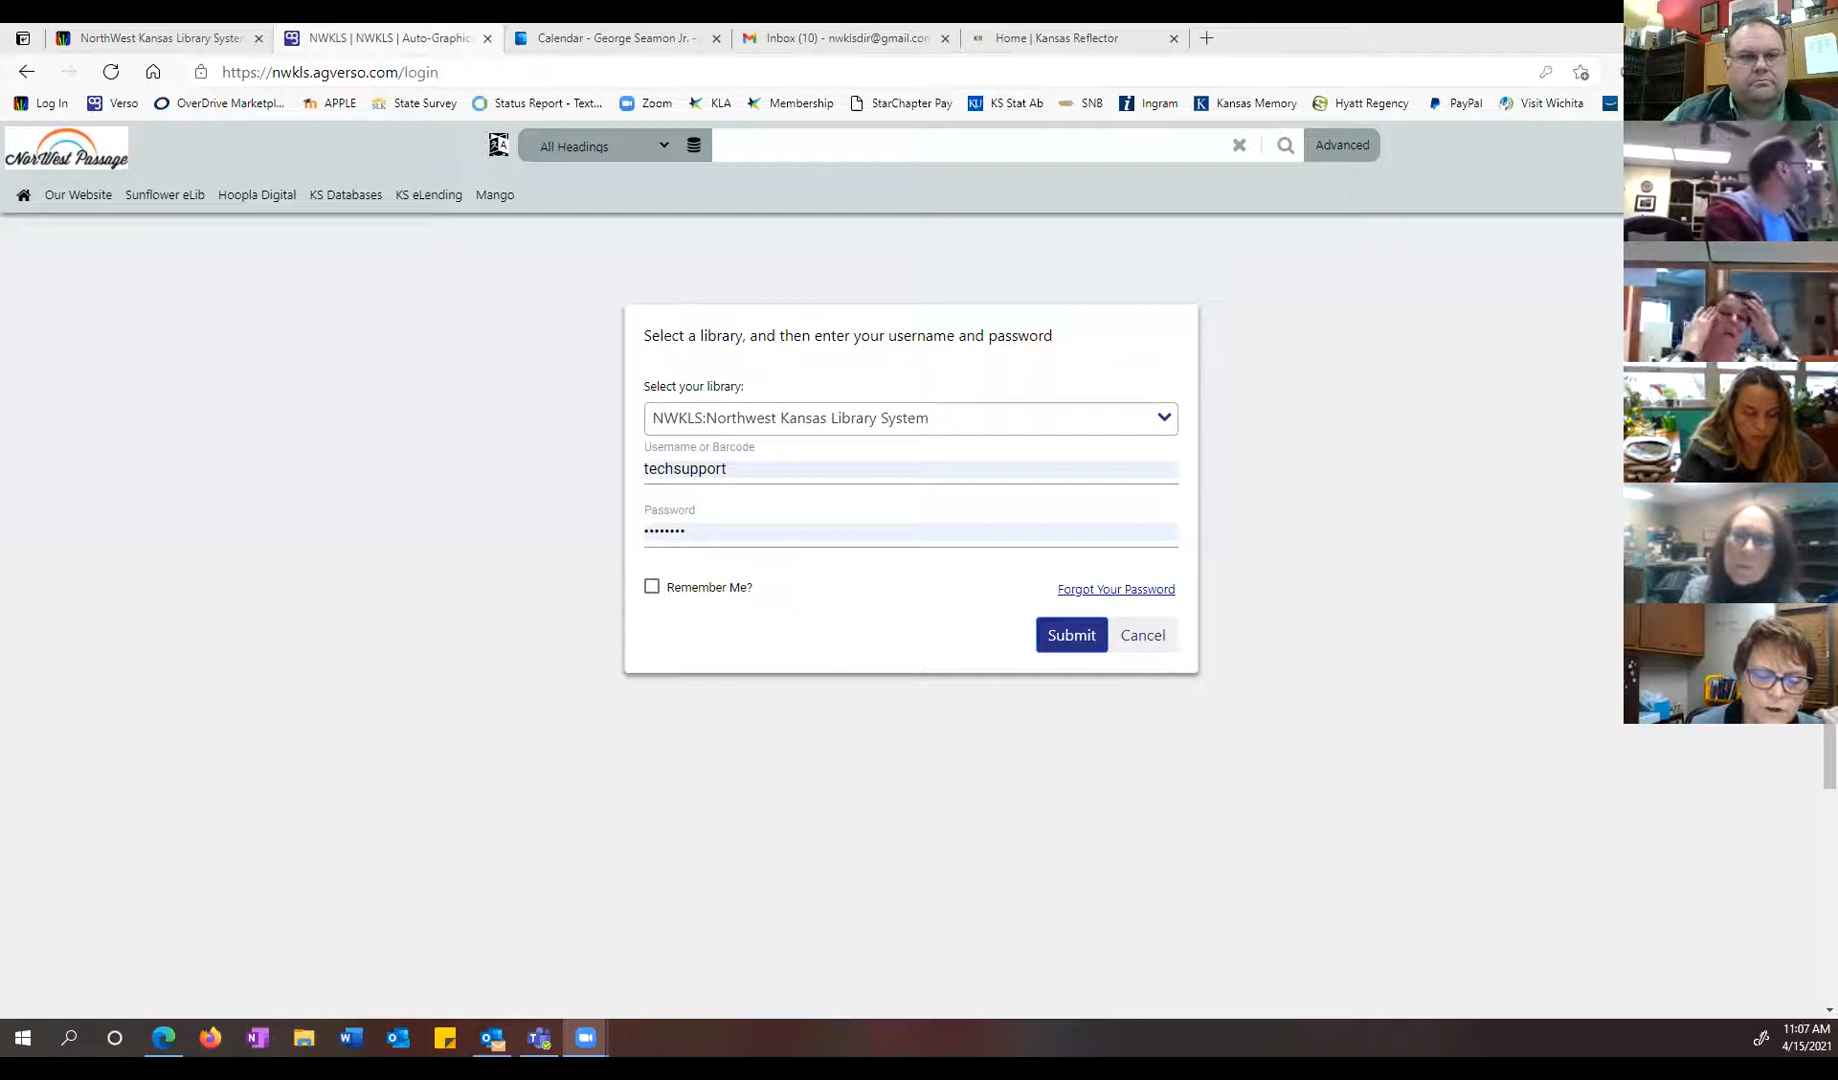 NorthWest Kansas Library System
NWKLS | NWKLS | Auto-Graphics
Calendar - George Seamon Jr. -
Inbox (10) - nwklsdir@gmail.com
KR Home | Kansas Reflector
https://nwkls.agverso.com/login
Log In
Verso
OverDrive Marketpl...
APPLE
SLK State Survey
Status Report - Text...
Zoom
KLA
Membership
StarChapter Pay
KU KS Stat Ab
SNB
Ingram
K Kansas Memory
Hyatt Regency
PayPal
Visit Wichita
NorWest Passage
All Headings
Advanced
Our Website
Sunflower eLib
Hoopla Digital
KS Databases
KS eLending
Mango
Select a library, and then enter your username and password
Select your library:
NWKLS:Northwest Kansas Library System
Username or Barcode
techsupport
Password
••••••••
Remember Me?
Forgot Your Password
Submit
Cancel
11:07 AM
4/15/2021